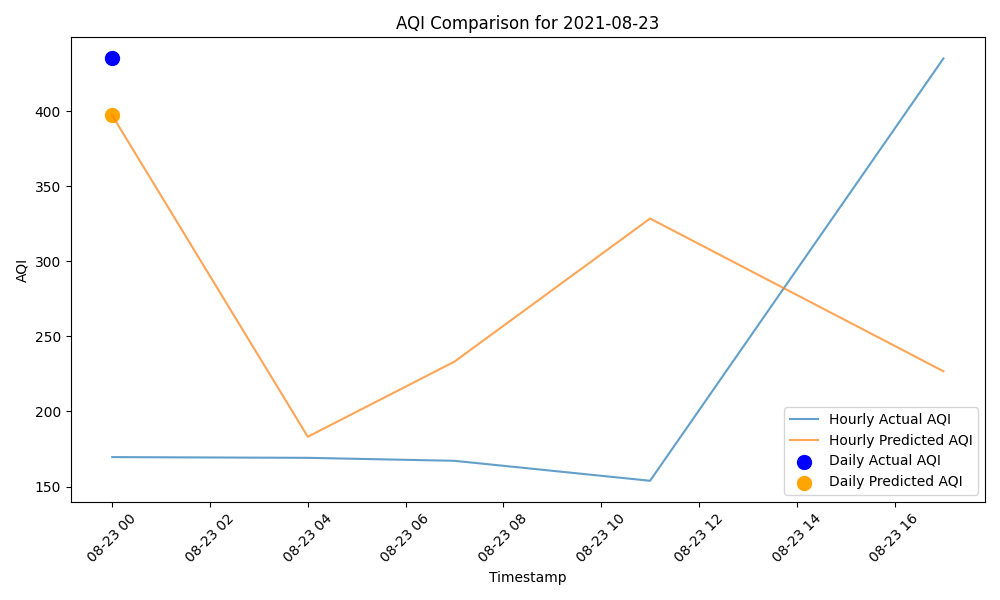 AQI Comparison for 2021-08-23
AQI
400
350
300
250
200
150
Hourly Actual AQI
Hourly Predicted AQI
Daily Actual AQI
Daily Predicted AQI
08-23 00
08-23 02
08-23 04
08-23 06
08-23 08
08-23 10
08-23 12
08-23 14
08-23 16
Timestamp